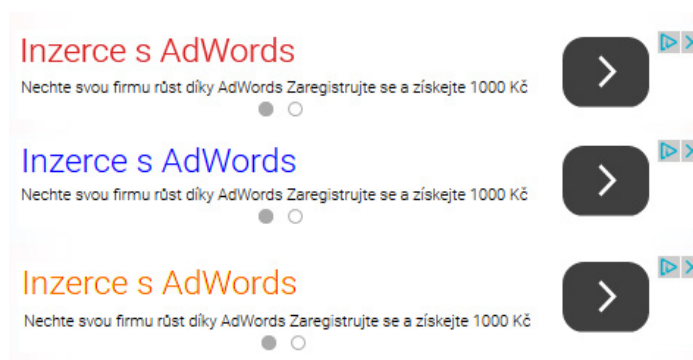 Inzerce s AdWords
Nechte svou firmu růst díky AdWords Zaregistrujte se a získejte 1000 Kč
Inzerce s AdWords
Nechte svou firmu růst díky AdWords Zaregistrujte se a získejte 1000 Kč
Inzerce s AdWords
Nechte svou firmu růst díky AdWords Zaregistrujte se a získejte 1000 Kč